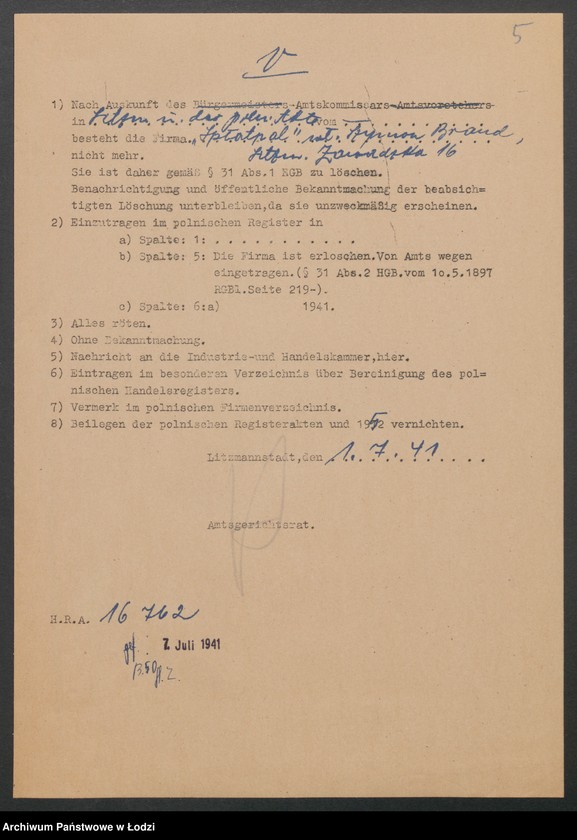 5
V
1) Nach Auskunft des Bürgermeisters-Amtskommissars-Amtsvorstehers
in Litzm. u. der poln. Akte vom . . . . . . . . .
besteht die Firma „ " Brand,
nicht mehr. Litzm. Zawadzka 16
Sie ist daher gemäß § 31 Abs.1 HGB zu löschen.
Benachrichtigung und öffentliche Bekanntmachung der beabsich=
tigten Löschung unterbleiben,da sie unzweckmäßig erscheinen.
2) Einzutragen im polnischen Register in
a) Spalte: 1: . . . . . . . . . . . .
b) Spalte: 5: Die Firma ist erloschen.Von Amts wegen
eingetragen.(§ 31 Abs.2 HGB.vom 1o.5.1897
RGBl.Seite 219-).
c) Spalte: 6:a) 1941.
3) Alles röten.
4) Ohne Bekanntmachung.
5) Nachricht an die Industrie-und Handelskammer,hier.
6) Eintragen im besonderen Verzeichnis über Bereinigung des pol=
nischen Handelsregisters.
7) Vermerk im polnischen Firmenverzeichnis.
8) Beilegen der polnischen Registerakten und 1952 vernichten.
Litzmannstadt,den 1. 7. 41
Amtsgerichtsrat.
H.R.A. 16 762
gef. 7. Juli 1941
Archiwum Państwowe w Łodzi